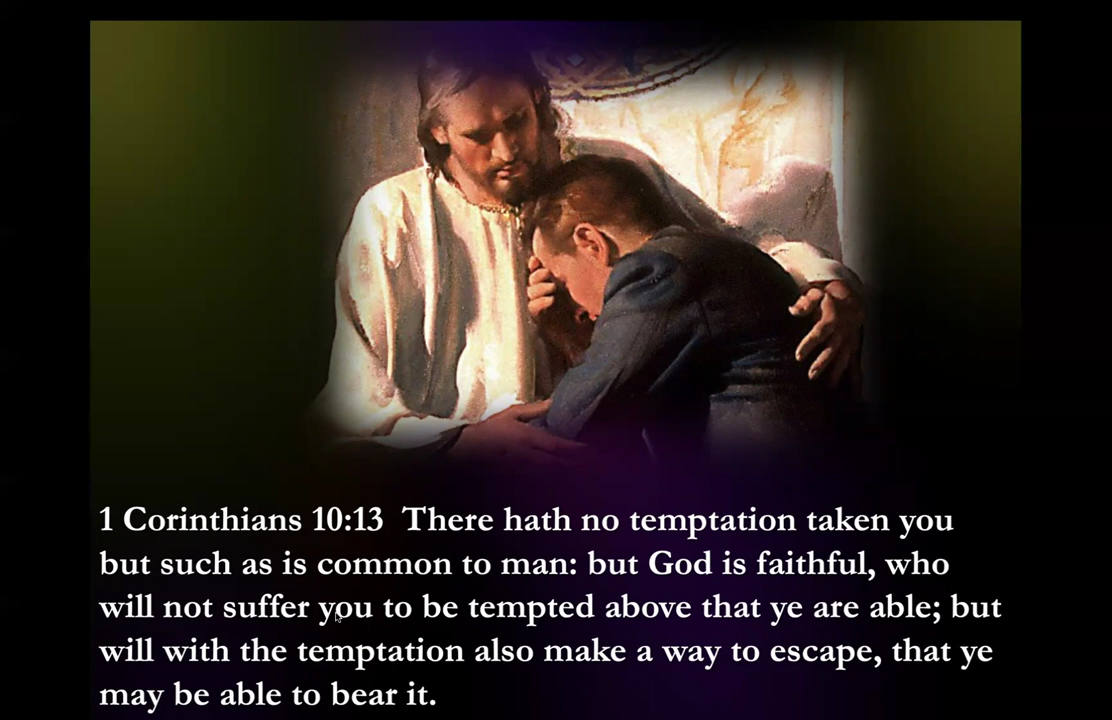 1 Corinthians 10:13  There hath no temptation taken you
but such as is common to man: but God is faithful, who
will not suffer you to be tempted above that ye are able; but
will with the temptation also make a way to escape, that ye
may be able to bear it.